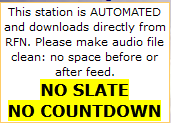 This station is AUTOMATED
and downloads directly from
RFN. Please make audio file
clean: no space before or
after feed.
NO SLATE
NO COUNTDOWN